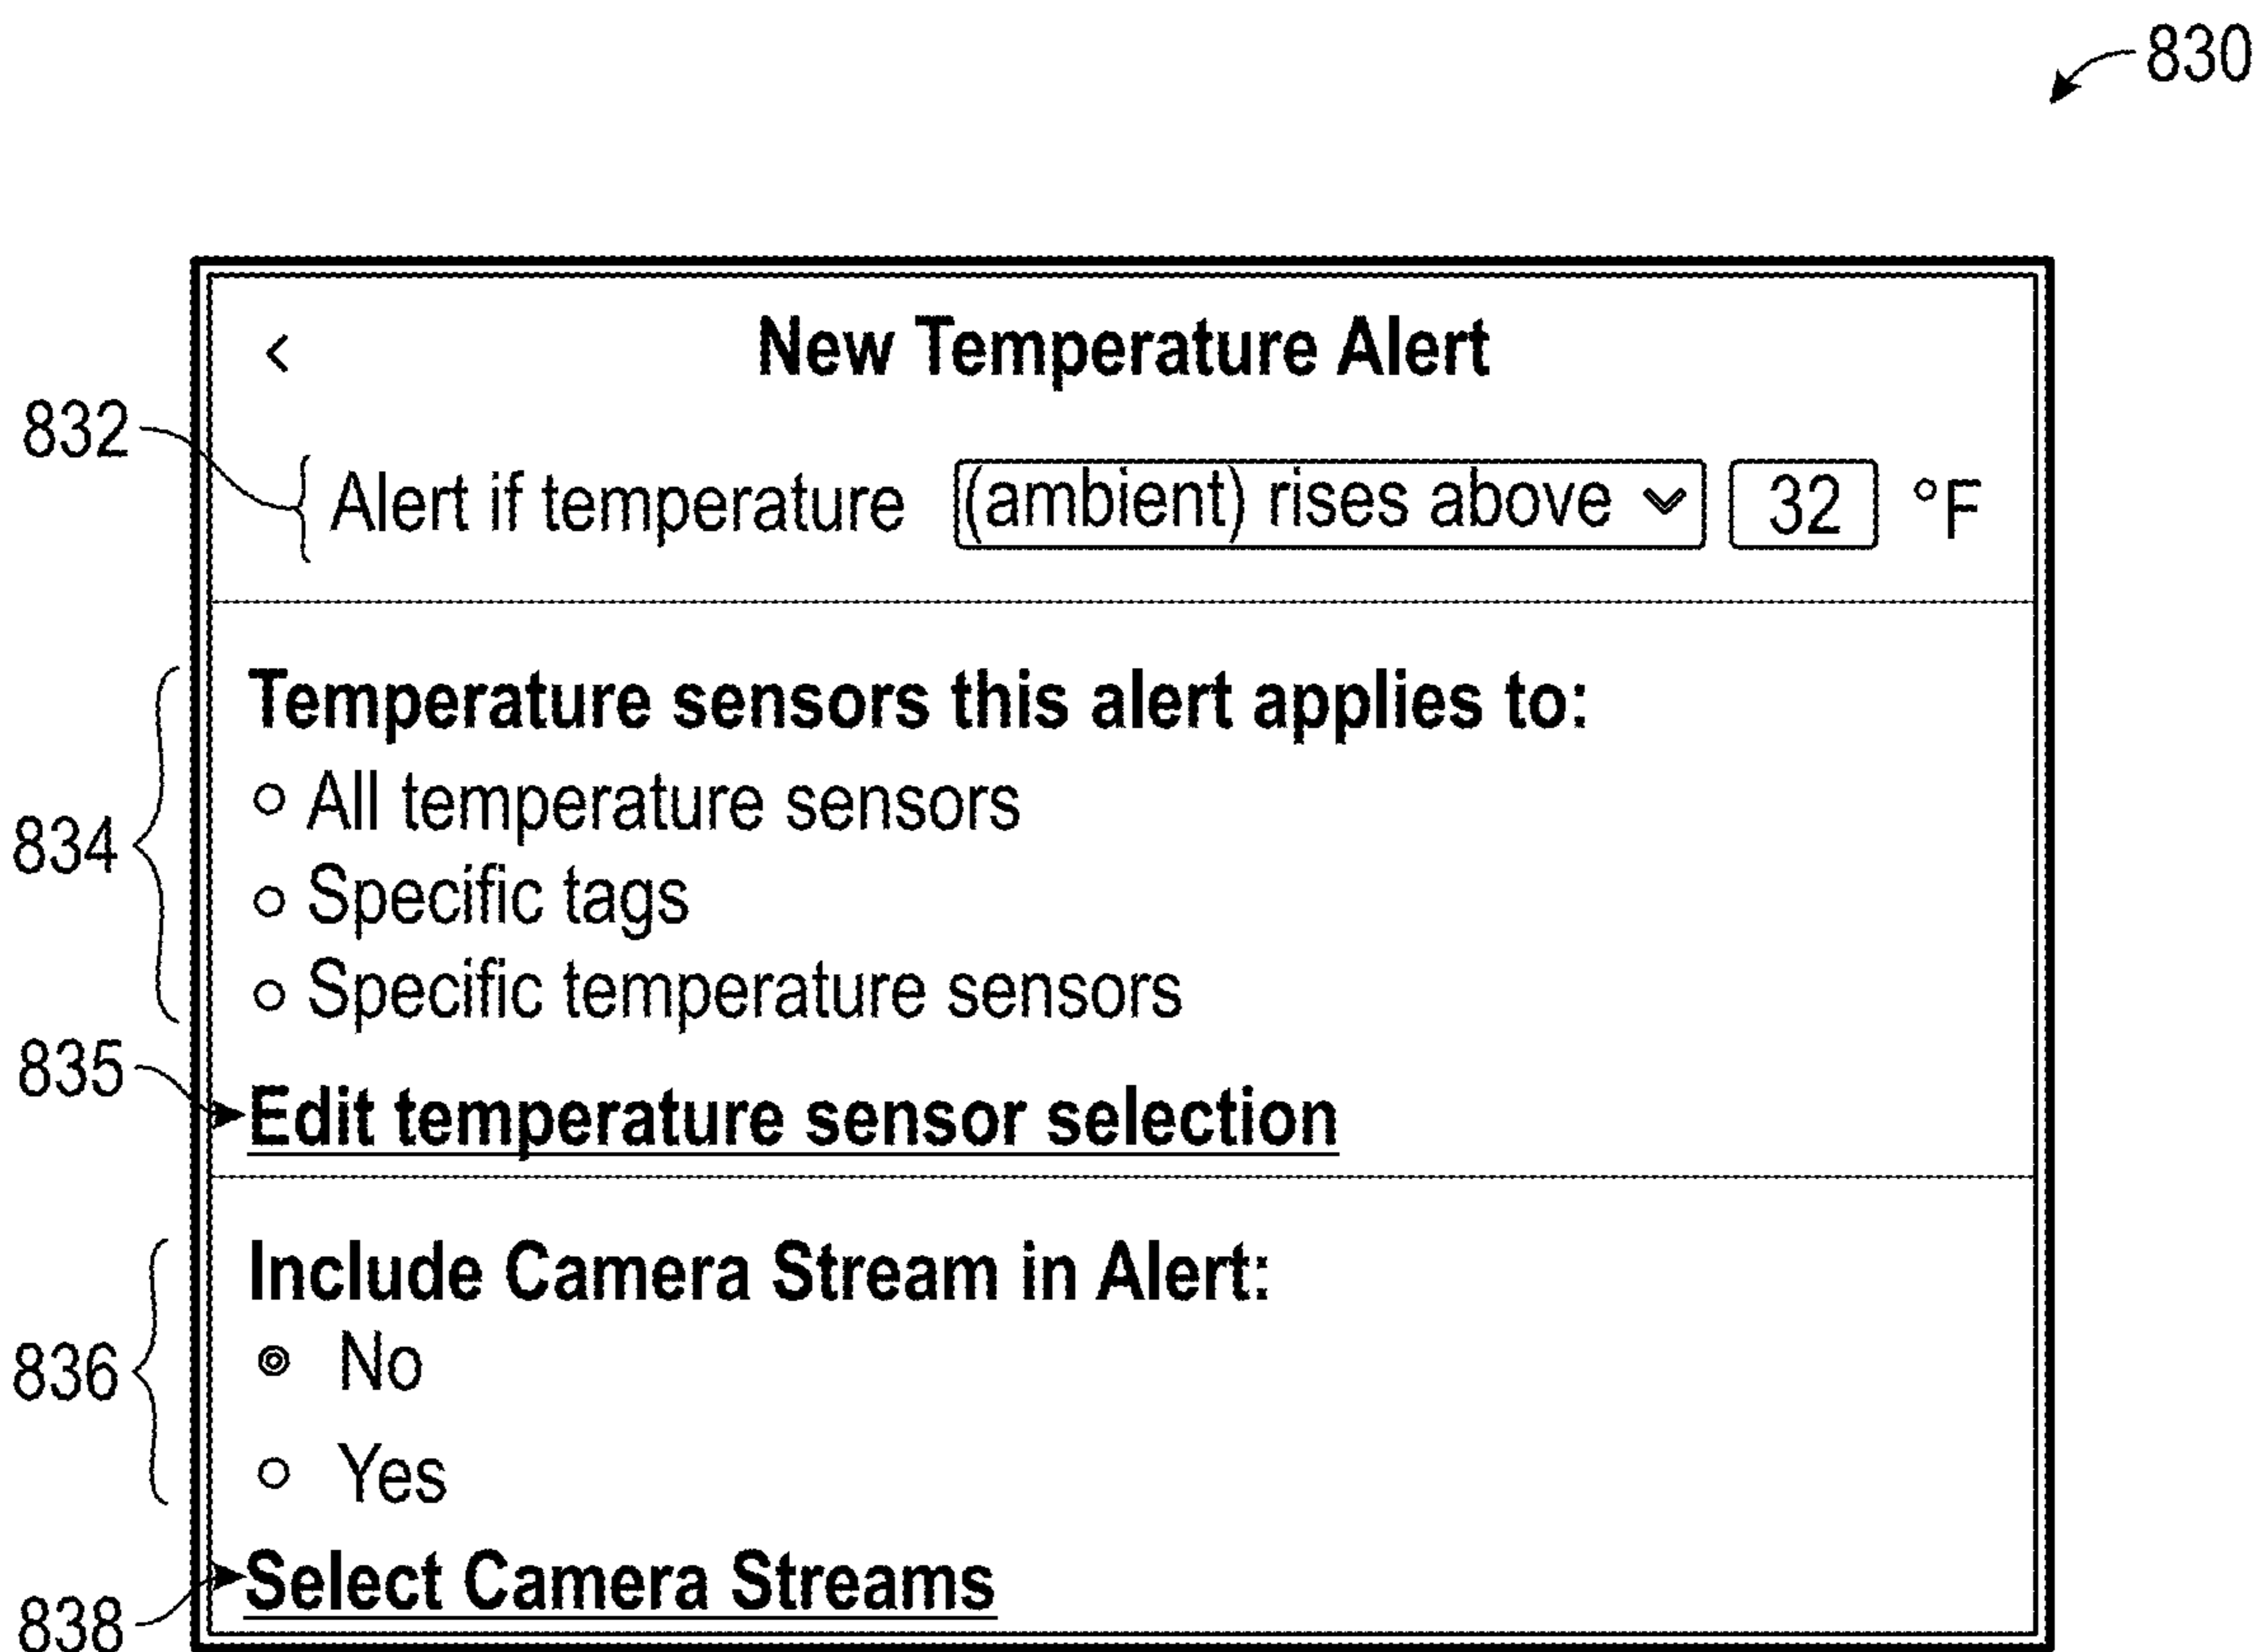 830
< New Temperature Alert
832
Alert if temperature (ambient) rises above 32 °F
834
Temperature sensors this alert applies to:
All temperature sensors
Specific tags
Specific temperature sensors
835
Edit temperature sensor selection
836
Include Camera Stream in Alert:
No
Yes
838
Select Camera Streams